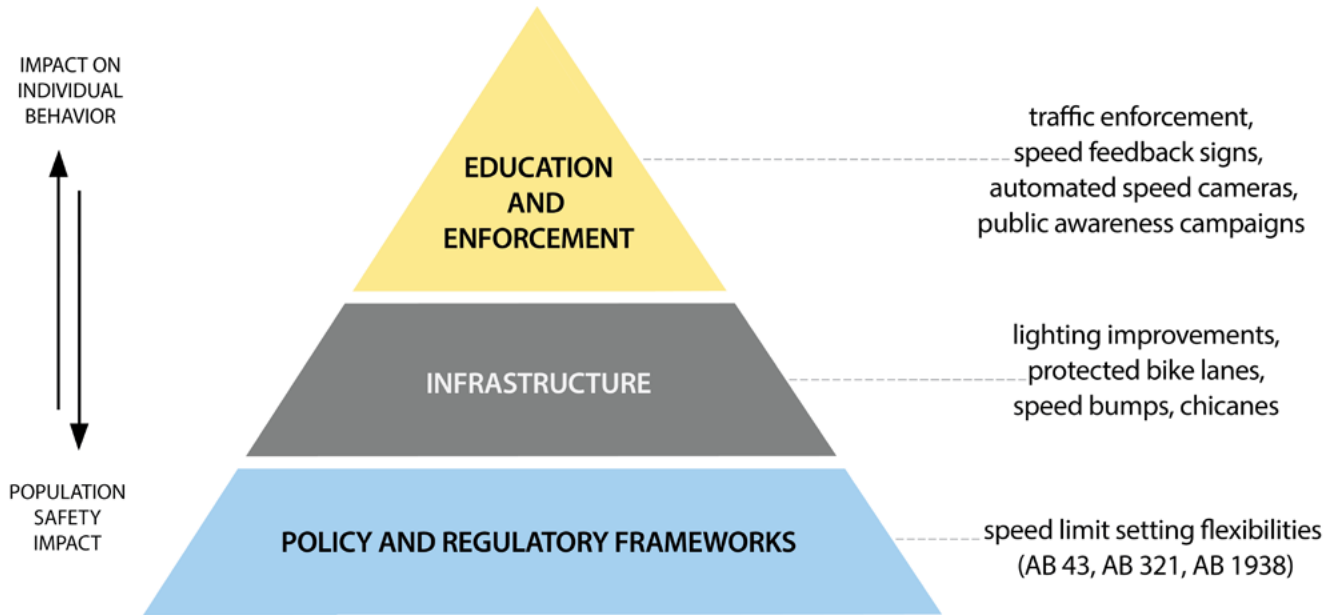 IMPACT ON
INDIVIDUAL
BEHAVIOR
POPULATION
SAFETY
IMPACT
EDUCATION
AND
ENFORCEMENT
traffic enforcement,
speed feedback signs,
automated speed cameras,
public awareness campaigns
INFRASTRUCTURE
lighting improvements,
protected bike lanes,
speed bumps, chicanes
POLICY AND REGULATORY FRAMEWORKS
speed limit setting flexibilities
(AB 43, AB 321, AB 1938)